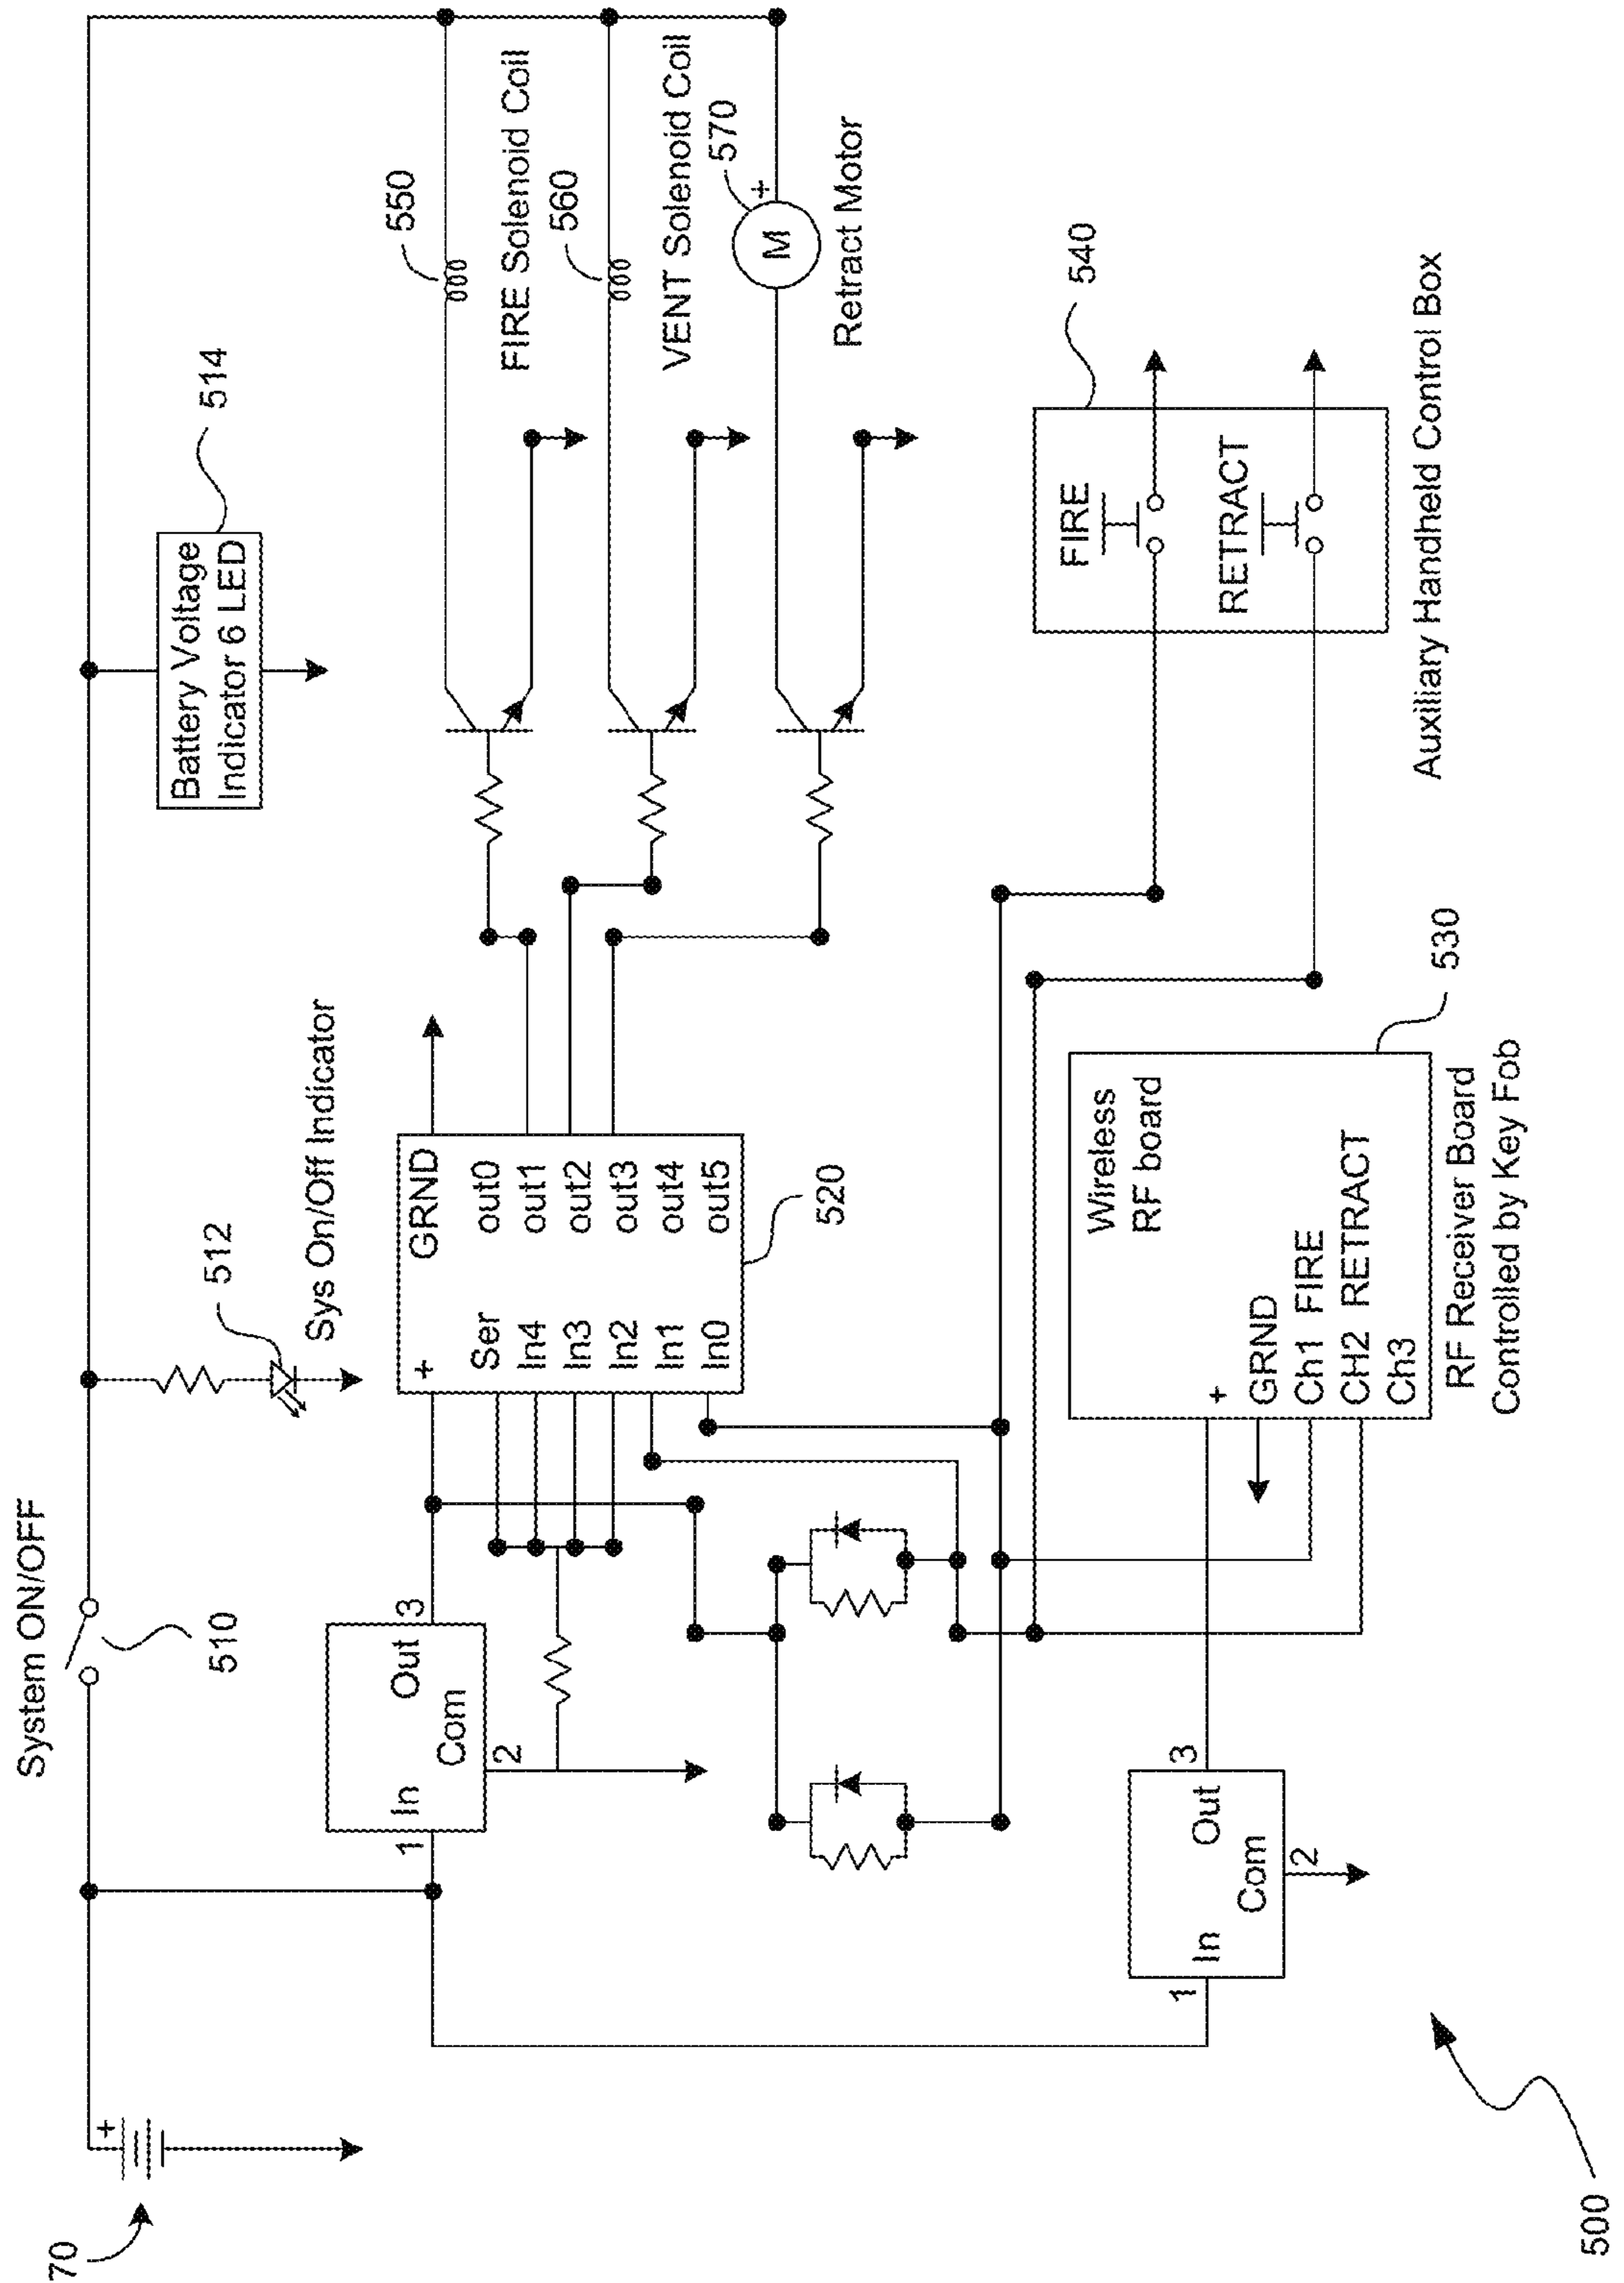 70
+
System ON/OFF
510
512
Sys On/Off Indicator
Battery Voltage
Indicator 6 LED
514
1
In
Out
3
Com
2
+
GRND
Ser
out0
In4
out1
In3
out2
In2
out3
In1
out4
In0
out5
520
550
FIRE Solenoid Coil
560
VENT Solenoid Coil
570
+
M
Retract Motor
540
FIRE
RETRACT
Auxiliary Handheld Control Box
Wireless
RF board
+
GRND
Ch1 FIRE
CH2 RETRACT
Ch3
530
RF Receiver Board
Controlled by Key Fob
1
In
Out
3
Com
2
500